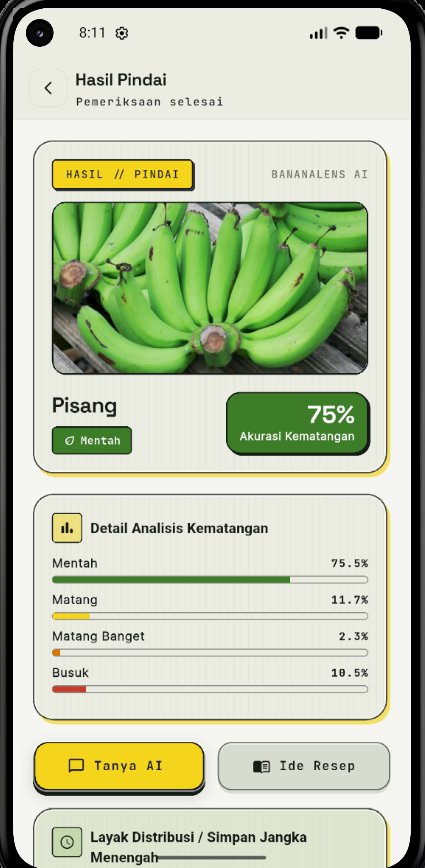 8:11
Hasil Pindai
Pemeriksaan selesai
HASIL // PINDAI
BANANALENS AI
Pisang
75%
Mentah
Akurasi Kematangan
Detail Analisis Kematangan
Mentah 75.5%
Matang 11.7%
Matang Banget 2.3%
Busuk 10.5%
Tanya AI
Ide Resep
Layak Distribusi / Simpan Jangka
Menengah